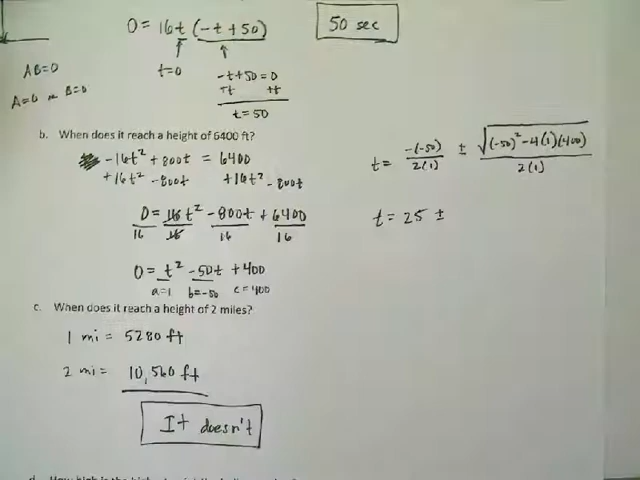 0 = 16t (-t + 50)
50 sec
AB=0
t=0
-t+50=0
A=0 or B=0
+t +t
t = 50
b. When does it reach a height of 6400 ft?
-16t² + 800t = 6400
+16t² -800t +16t² -800t
t = -(-50)/2(1) ± √((-50)² - 4(1)(400))/2(1)
0/16 = 16t²/16 - 800t/16 + 6400/16
t = 25 ±
0 = t² - 50t + 400
a=1 b=-50 c=400
c. When does it reach a height of 2 miles?
1 mi = 5280 ft
2 mi = 10,560 ft
It doesn't